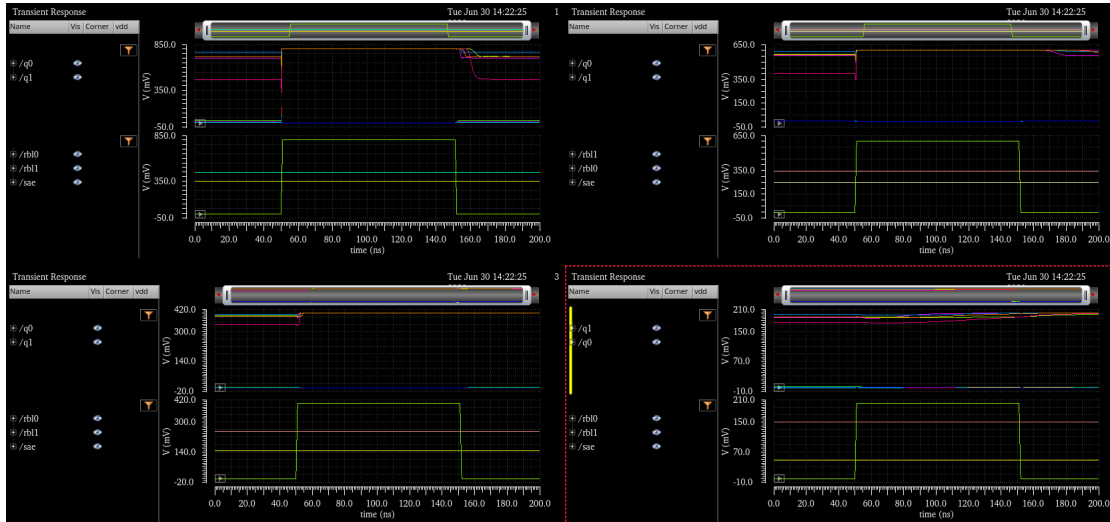 Transient Response
Tue Jun 30 14:22:25
1
Name Vis Corner vdd
/q0
/q1
850.0
350.0
-50.0
V (mV)
/rbl0
/rbl1
/sae
850.0
350.0
-50.0
V (mV)
0.0 20.0 40.0 60.0 80.0 100.0 120.0 140.0 160.0 180.0 200.0
time (ns)
Transient Response
Tue Jun 30 14:22:25
Name Vis Corner vdd
/q0
/q1
650.0
350.0
150.0
-50.0
V (mV)
/rbl1
/rbl0
/sae
650.0
350.0
150.0
-50.0
V (mV)
0.0 20.0 40.0 60.0 80.0 100.0 120.0 140.0 160.0 180.0 200.0
time (ns)
Transient Response
Tue Jun 30 14:22:25
3
Name Vis Corner vdd
/q0
/q1
420.0
300.0
140.0
-20.0
V (mV)
/rbl0
/rbl1
/sae
420.0
300.0
140.0
-20.0
V (mV)
0.0 20.0 40.0 60.0 80.0 100.0 120.0 140.0 160.0 180.0 200.0
time (ns)
Transient Response
Tue Jun 30 14:22:25
Name Vis Corner vdd
/q1
/q0
210.0
150.0
70.0
-10.0
V (mV)
/rbl0
/rbl1
/sae
210.0
150.0
70.0
-10.0
V (mV)
0.0 20.0 40.0 60.0 80.0 100.0 120.0 140.0 160.0 180.0 200.0
time (ns)